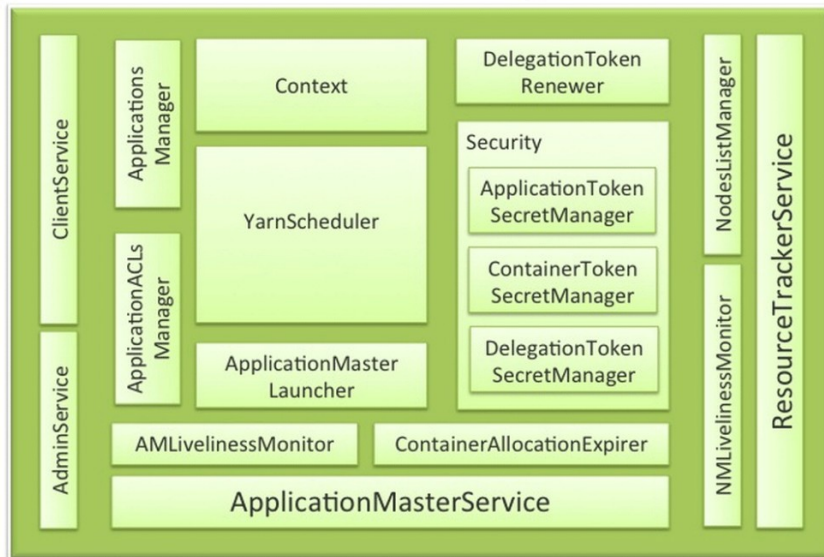 ClientService
AdminService
Applications
Manager
ApplicationACLs
Manager
Context
YarnScheduler
ApplicationMaster
Launcher
DelegationToken
Renewer
Security
ApplicationToken
SecretManager
ContainerToken
SecretManager
DelegationToken
SecretManager
AMLivelinessMonitor
ContainerAllocationExpirer
ApplicationMasterService
NodesListManager
NMLivelinessMonitor
ResourceTrackerService